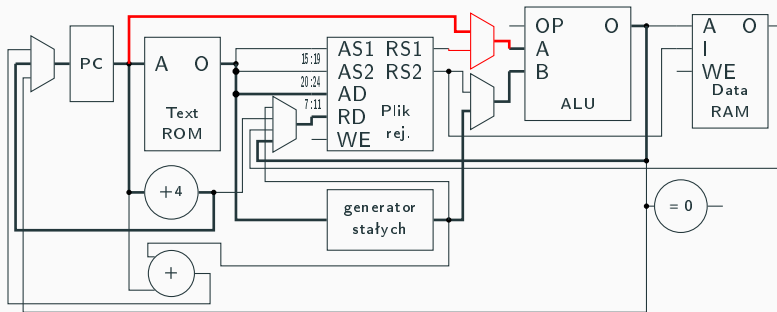 PC
A O
Text
ROM
15:19
20:24
7:11
AS1 RS1
AS2 RS2
AD
RD
WE
Plik
rej.
OP O
A
B
ALU
A O
I
WE
Data
RAM
+4
generator
stałych
= 0
+